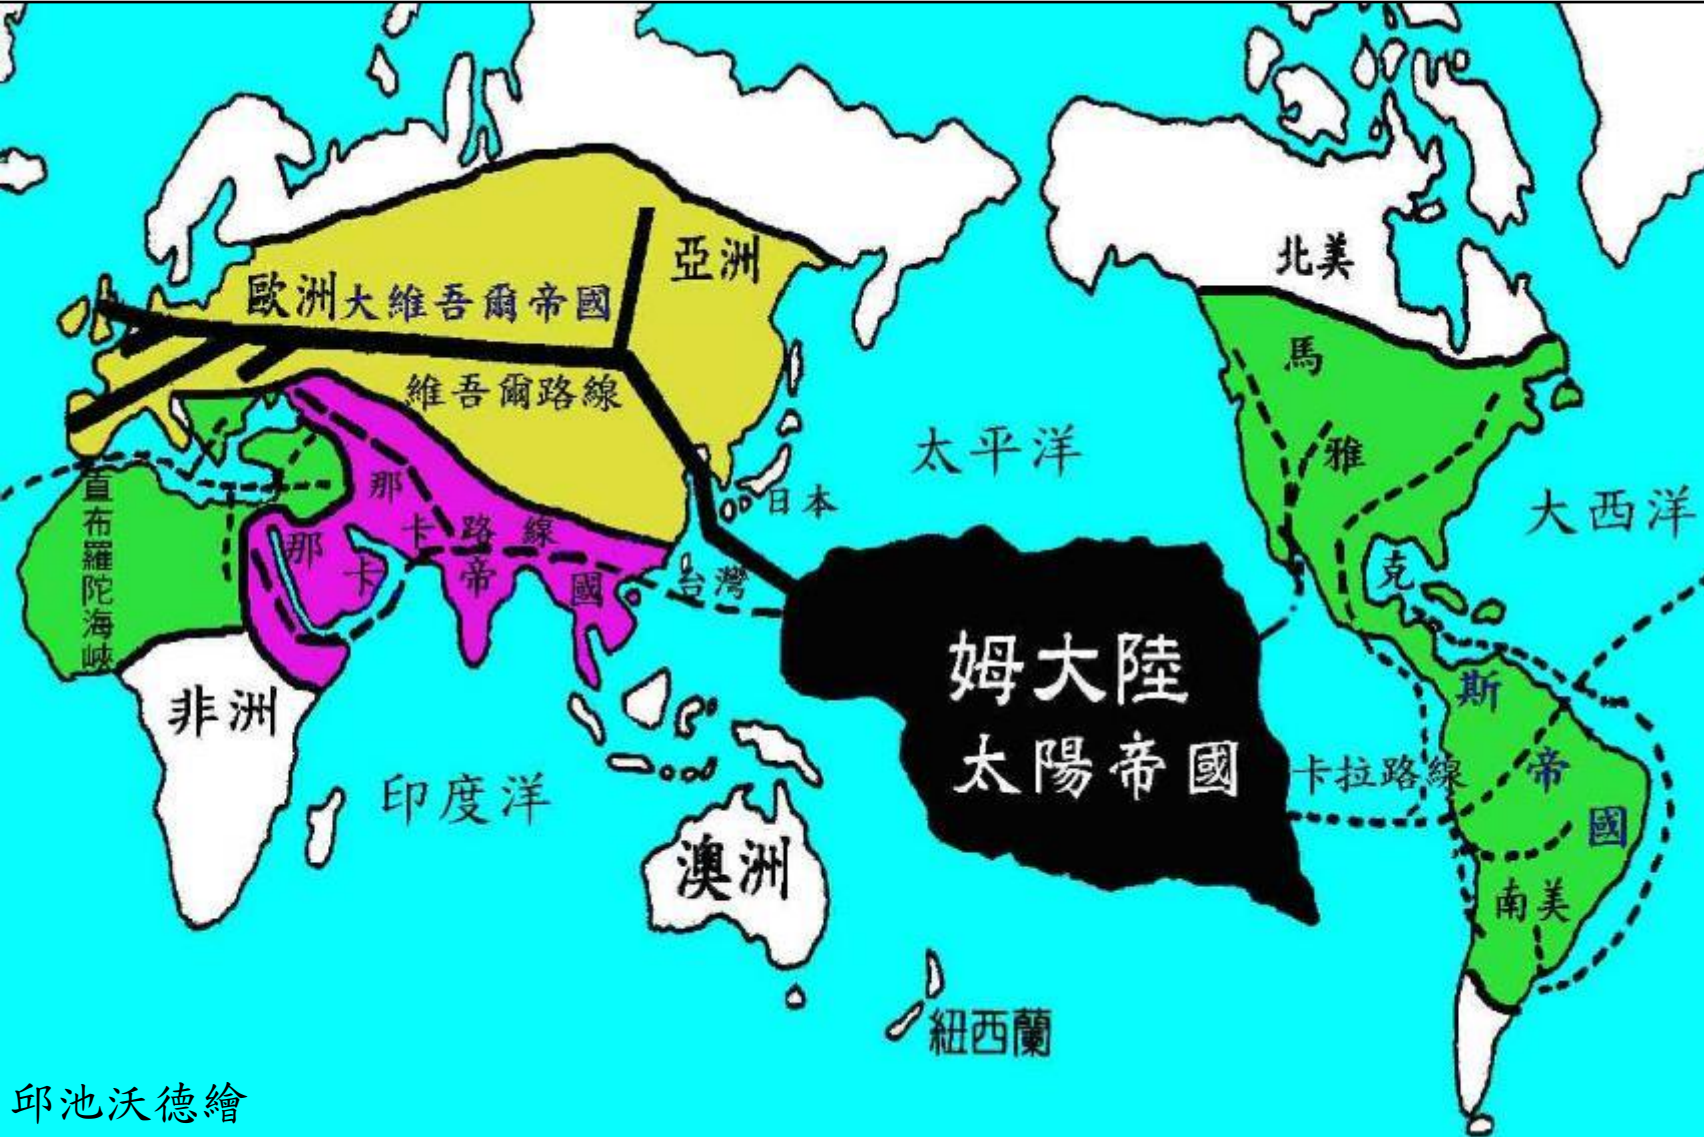 北美
亞洲
歐洲
大維吾爾帝國
維吾爾路線
馬雅克斯帝國
太平洋
大西洋
直布羅陀海峽
那卡路線
日本
那卡帝國
台灣
姆大陸
太陽帝國
非洲
卡拉路線
印度洋
澳洲
南美
紐西蘭
邱池沃德繪